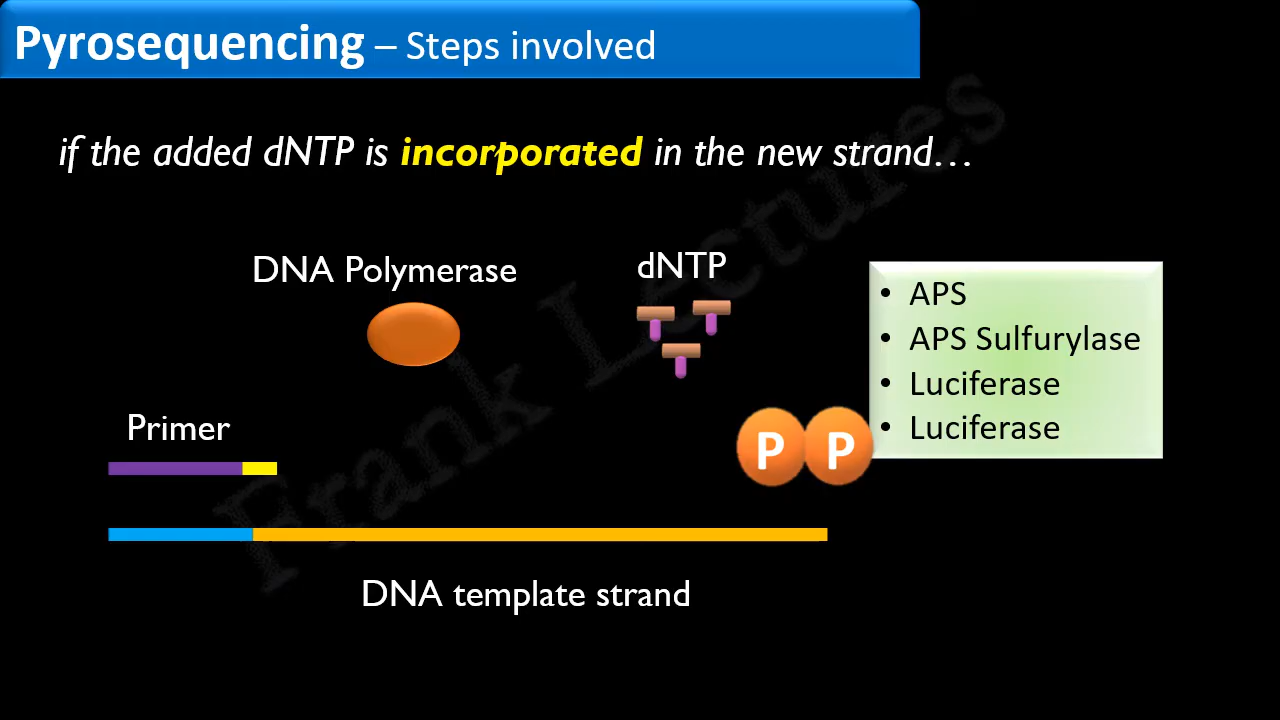 Pyrosequencing – Steps involved
if the added dNTP is incorporated in the new strand…
DNA Polymerase
dNTP
• APS
• APS Sulfurylase
• Luciferase
• Luciferase
Primer
P P
DNA template strand
Frank Lectures